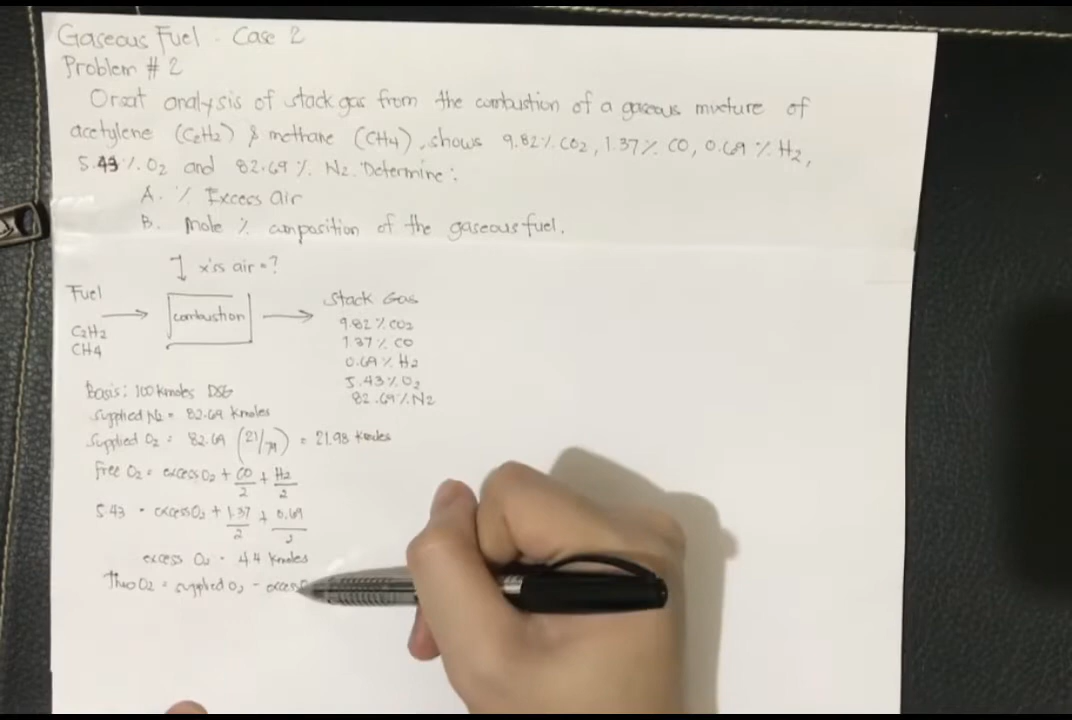 Gaseous Fuel - Case 2
Problem # 2
Orsat analysis of stack gas from the combustion of a gaseous mixture of
acetylene (C2H2) & methane (CH4), shows 9.82% CO2, 1.37% CO, 0.69% H2,
5.43% O2 and 82.69% N2. Determine:
A. % Excess air
B. Mole % composition of the gaseous fuel.
x's air = ?
Fuel
C2H2
CH4
combustion
Stack Gas
9.82% CO2
1.37% CO
0.69% H2
5.43% O2
82.69% N2
Basis: 100 kmoles DSG
Supplied N2 = 82.69 kmoles
Supplied O2 = 82.69 (21/79) = 21.98 kmoles
Free O2 = excess O2 + CO/2 + H2/2
5.43 = excess O2 + 1.37/2 + 0.69/2
excess O2 = 4.4 kmoles
Theo O2 = supplied O2 - excess